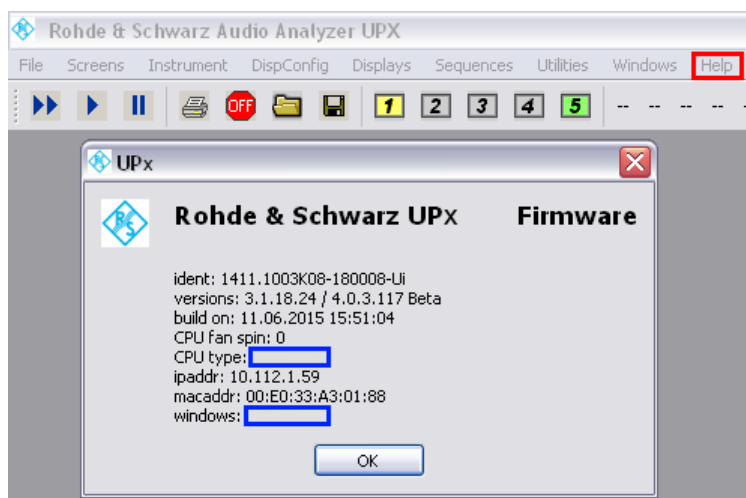 Rohde & Schwarz Audio Analyzer UPX
File Screens Instrument DispConfig Displays Sequences Utilities Windows Help
OFF 1 2 3 4 5 -- -- -- --
UPx
R&S Rohde & Schwarz UPX Firmware
ident: 1411.1003K08-180008-Ui
versions: 3.1.18.24 / 4.0.3.117 Beta
build on: 11.06.2015 15:51:04
CPU fan spin: 0
CPU type:
ipaddr: 10.112.1.59
macaddr: 00:E0:33:A3:01:88
windows:
OK